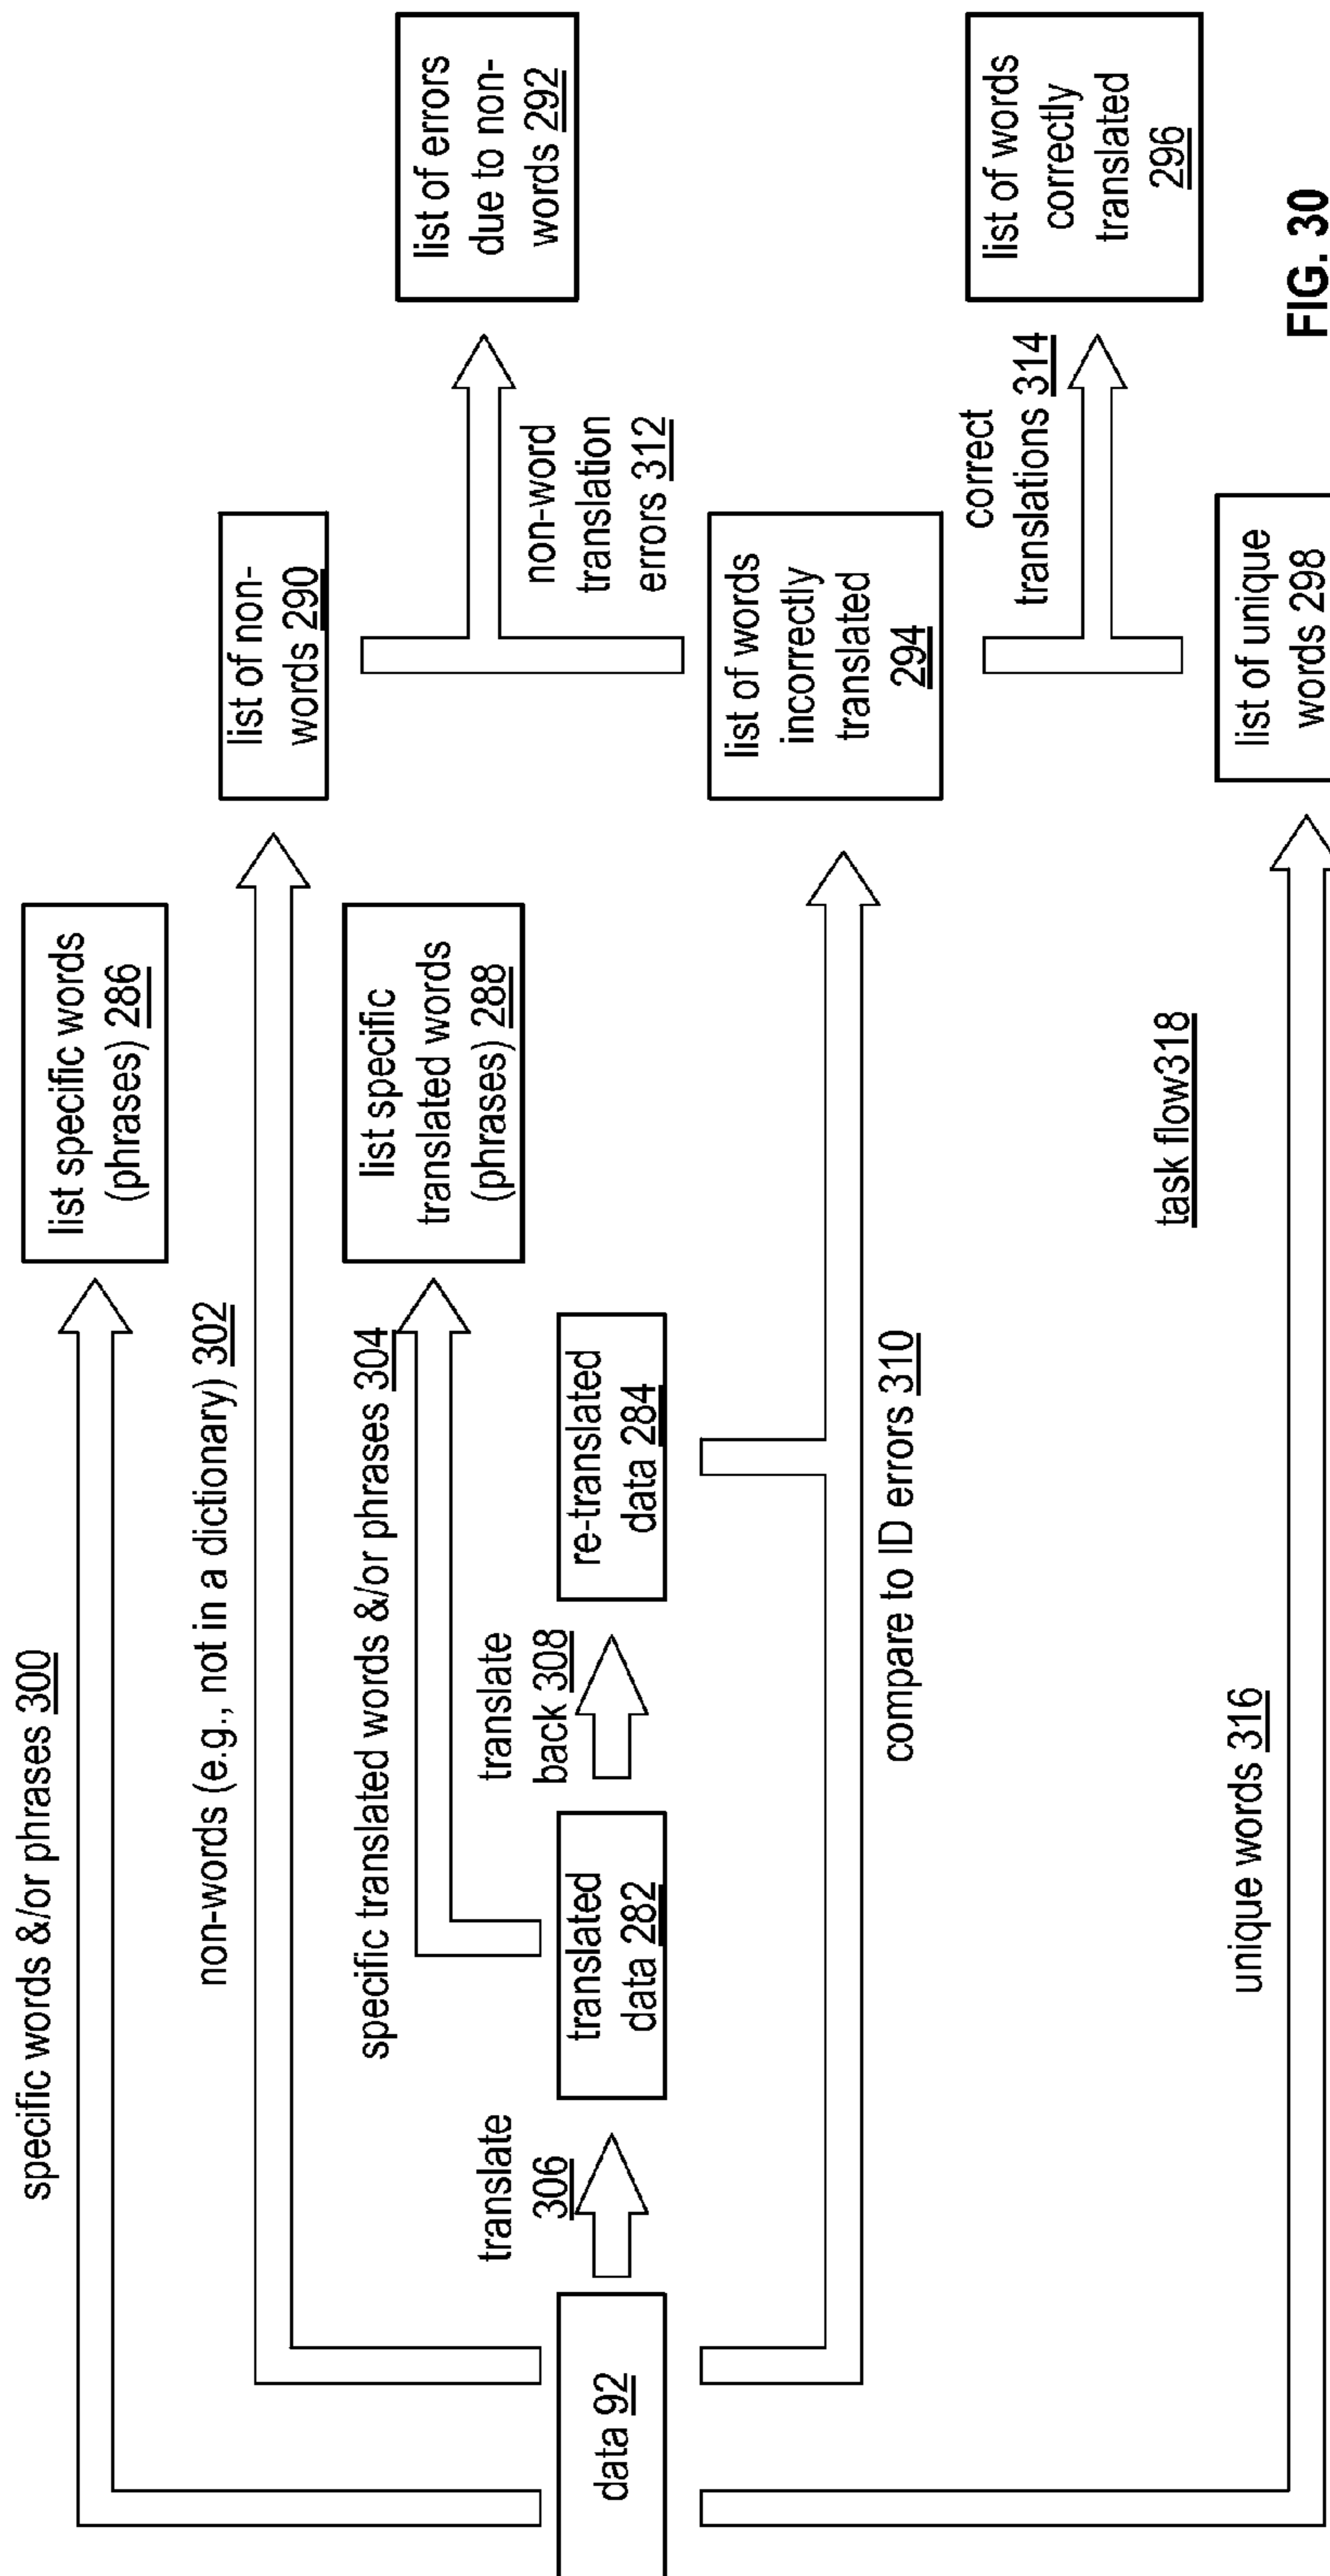 specific words &/or phrases 300
list specific words
(phrases) 286
non-words (e.g., not in a dictionary) 302
list of non-
words 290
specific translated words &/or phrases 304
list specific
translated words
(phrases) 288
list of errors
due to non-
words 292
non-word
translation
errors 312
data 92
translate
306
translated
data 282
translate
back 308
re-translated
data 284
compare to ID errors 310
list of words
incorrectly
translated
294
correct
translations 314
list of words
correctly
translated
296
task flow318
unique words 316
list of unique
words 298
FIG. 30